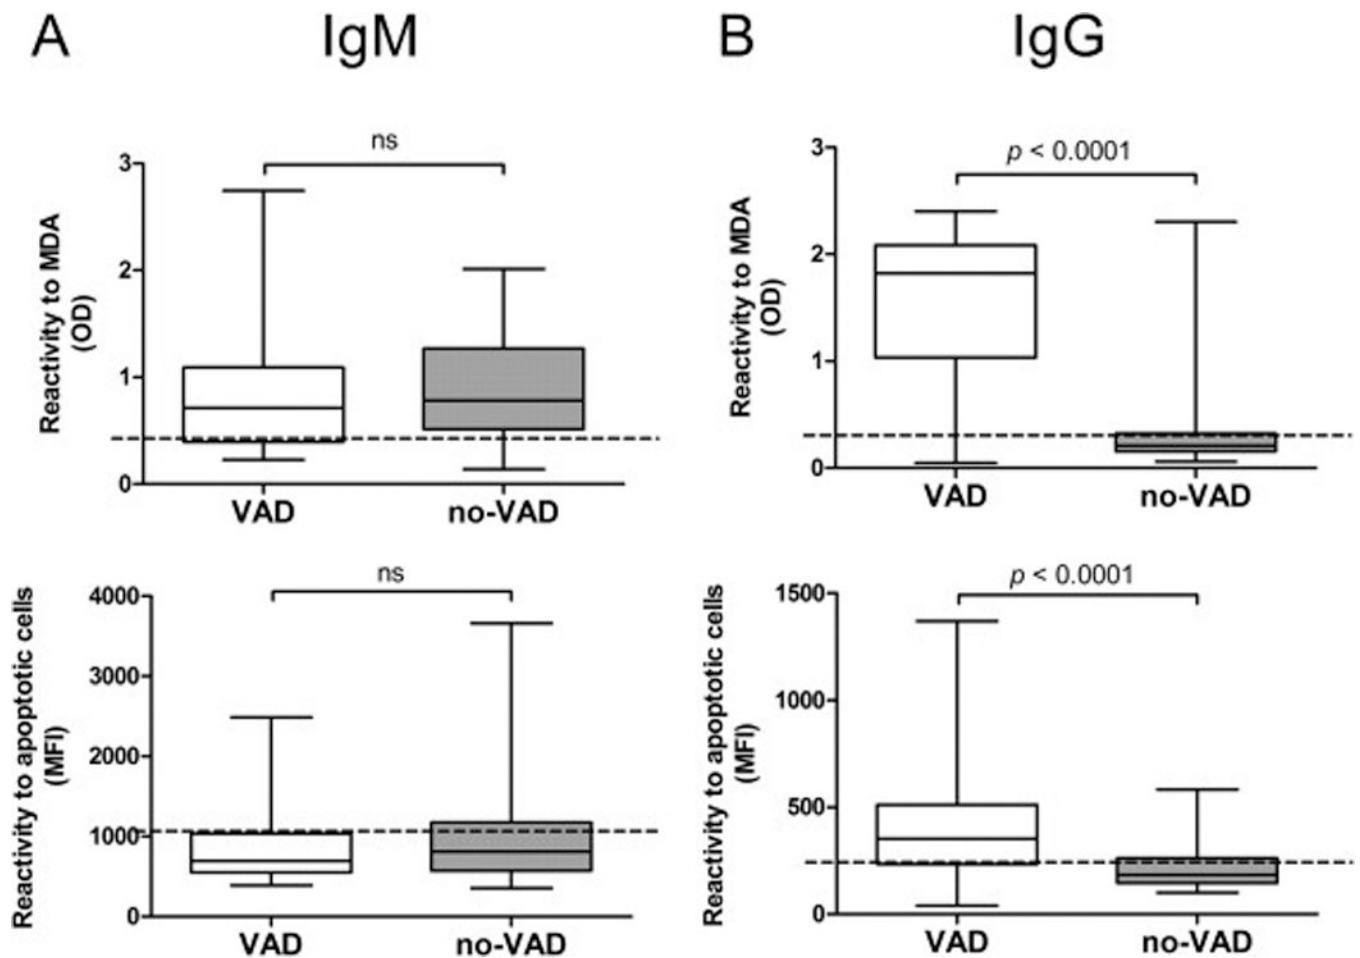 A IgM
B IgG
ns
Reactivity to MDA
(OD)
3
2
1
0
VAD no-VAD
p < 0.0001
Reactivity to MDA
(OD)
3
2
1
0
VAD no-VAD
ns
Reactivity to apoptotic cells
(MFI)
4000
3000
2000
1000
0
VAD no-VAD
p < 0.0001
Reactivity to apoptotic cells
(MFI)
1500
1000
500
0
VAD no-VAD